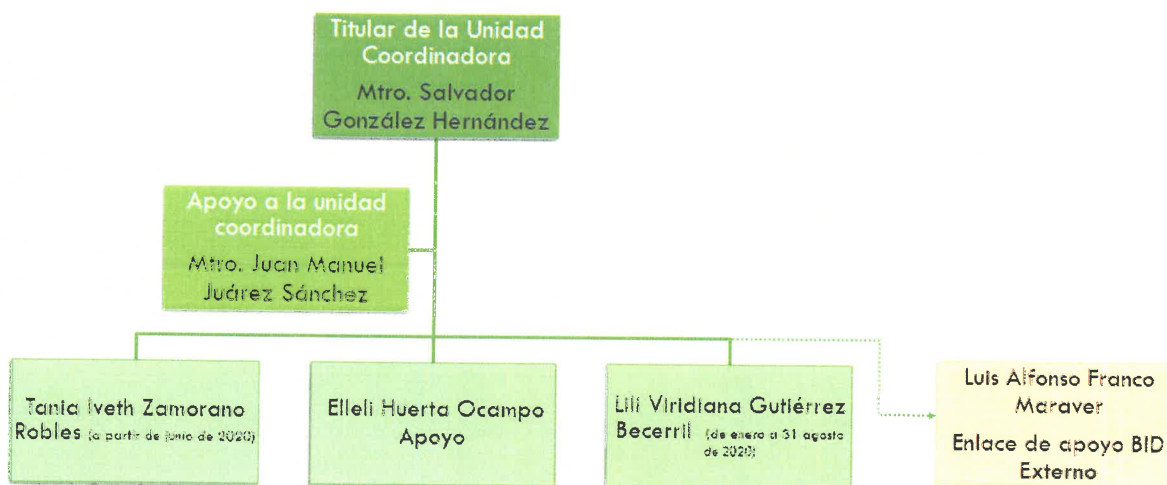 Titular de la Unidad
Coordinadora
Mtro. Salvador
González Hernández
Apoyo a la unidad
coordinadora
Mtro. Juan Manuel
Juárez Sánchez
Tania Iveth Zamorano
Robles (a partir de junio de 2020)
Elleli Huerta Ocampo
Apoyo
Lili Viridiana Gutiérrez
Becerril (de enero a 31 agosto
de 2020)
Luis Alfonso Franco
Maraver
Enlace de apoyo BID
Externo